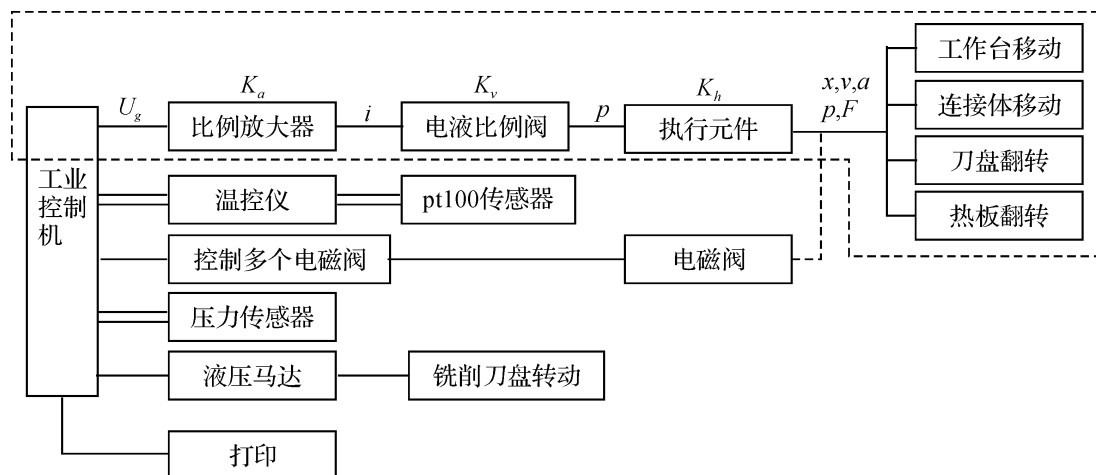 工作台移动
K_a
K_v
K_h
x,v,a
p,F
U_g
i
p
比例放大器
电液比例阀
执行元件
连接体移动
刀盘翻转
热板翻转
工业
控制
机
温控仪
pt100传感器
控制多个电磁阀
电磁阀
压力传感器
液压马达
铣削刀盘转动
打印